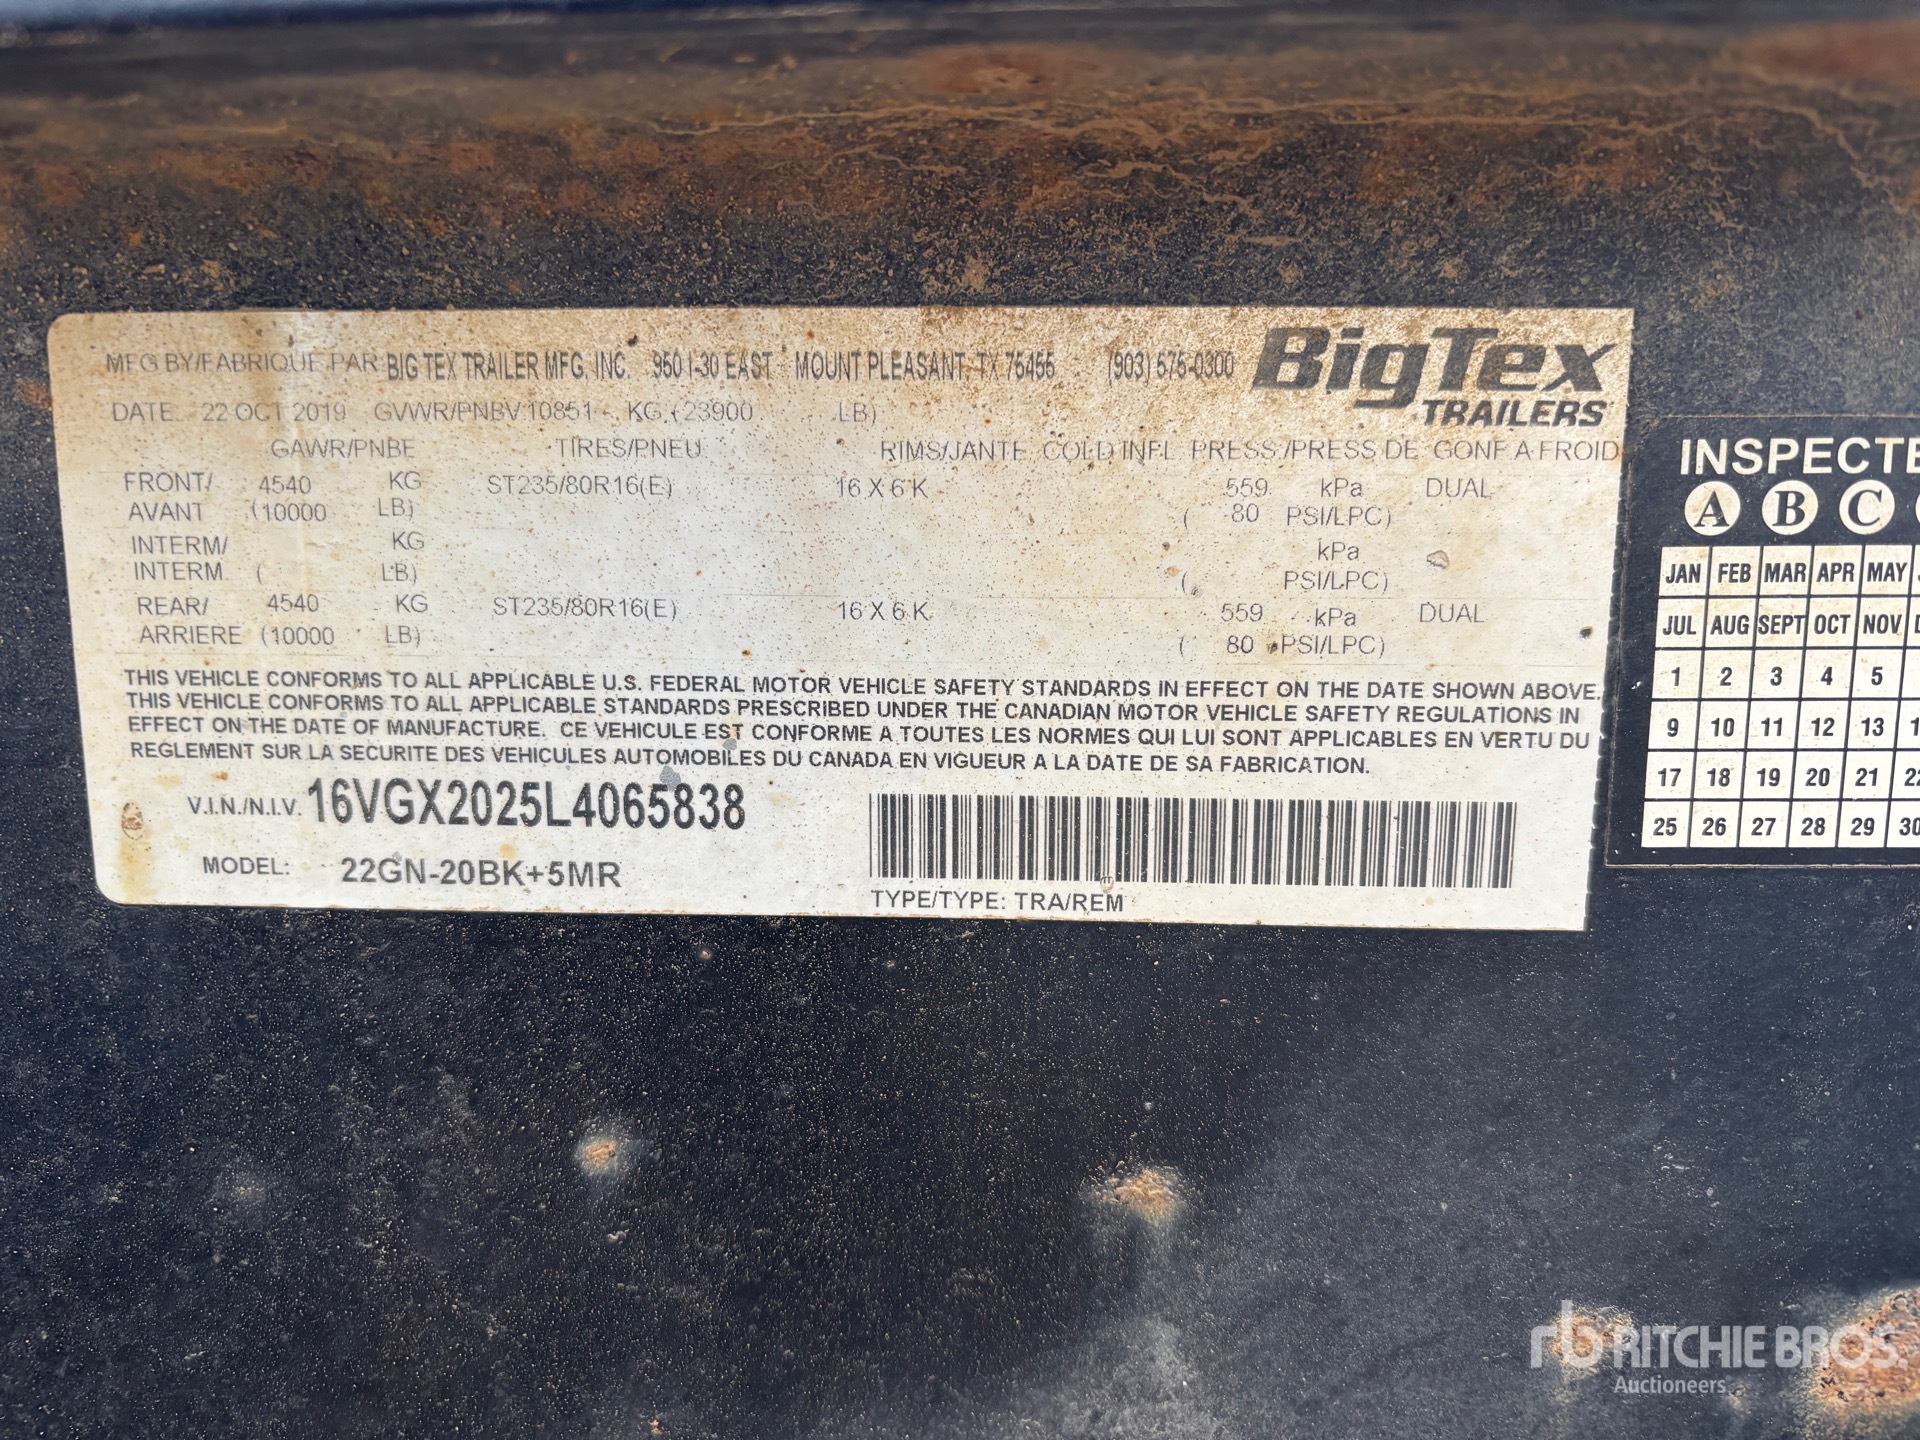 MFG BY/FABRIQUE PAR: BIG TEX TRAILER MFG, INC. 950 I-30 EAST MOUNT PLEASANT, TX 75455 (903) 575-0300
BigTex
TRAILERS
DATE. 22 OCT 2019 GVWR/PNBV 10851 KG (23900 LB)
GAWR/PNBE TIRES/PNEU RIMS/JANTE COLD INFL PRESS /PRESS DE GONF A FROID
FRONT/ 4540 KG ST235/80R16(E) 16 X 6 K 559 kPa DUAL
AVANT (10000 LB) ( 80 PSI/LPC)
INTERM/ KG kPa
INTERM. ( LB) ( PSI/LPC)
REAR/ 4540 KG ST235/80R16(E) 16 X 6 K 559 kPa DUAL
ARRIERE (10000 LB) ( 80 PSI/LPC)
THIS VEHICLE CONFORMS TO ALL APPLICABLE U.S. FEDERAL MOTOR VEHICLE SAFETY STANDARDS IN EFFECT ON THE DATE SHOWN ABOVE.
THIS VEHICLE CONFORMS TO ALL APPLICABLE STANDARDS PRESCRIBED UNDER THE CANADIAN MOTOR VEHICLE SAFETY REGULATIONS IN
EFFECT ON THE DATE OF MANUFACTURE. CE VEHICULE EST CONFORME A TOUTES LES NORMES QUI LUI SONT APPLICABLES EN VERTU DU
REGLEMENT SUR LA SECURITE DES VEHICULES AUTOMOBILES DU CANADA EN VIGUEUR A LA DATE DE SA FABRICATION.
V.I.N./N.I.V. 16VGX2025L4065838
MODEL: 22GN-20BK+5MR
TYPE/TYPE: TRA/REM
INSPECTE
A B C
JAN FEB MAR APR MAY
JUL AUG SEPT OCT NOV
1 2 3 4 5
9 10 11 12 13
17 18 19 20 21
25 26 27 28 29 30
rb RITCHIE BROS.
Auctioneers